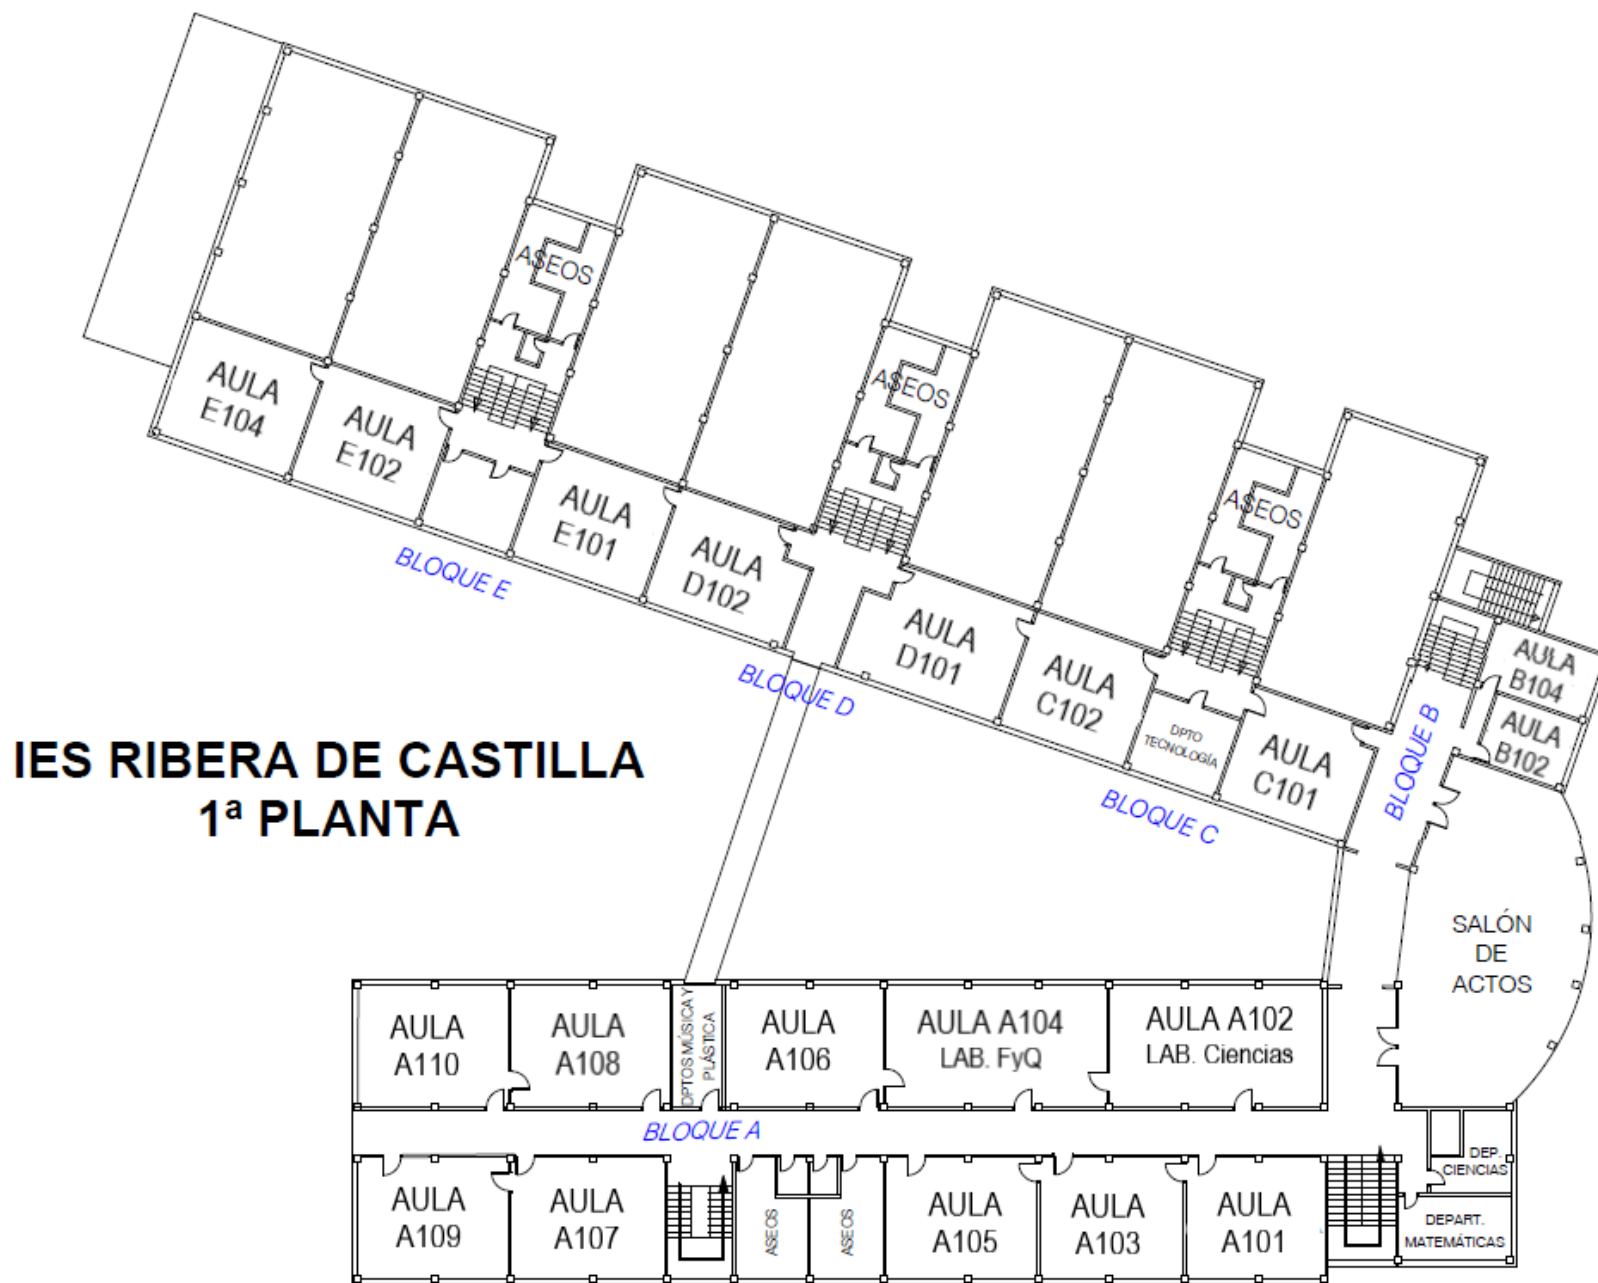 ASEOS
AULA
E104
AULA
E102
ASEOS
AULA
E101
AULA
D102
BLOQUE E
ASEOS
AULA
D101
AULA
C102
BLOQUE D
DPTO
TECNOLOGÍA
AULA
C101
BLOQUE C
AULA
B104
AULA
B102
BLOQUE B
IES RIBERA DE CASTILLA
1ª PLANTA
SALÓN
DE
ACTOS
AULA
A110
AULA
A108
DPTOS MÚSICA Y
PLÁSTICA
AULA
A106
AULA A104
LAB. FyQ
AULA A102
LAB. Ciencias
BLOQUE A
AULA
A109
AULA
A107
ASEOS
ASEOS
AULA
A105
AULA
A103
AULA
A101
DEP.
CIENCIAS
DEPART.
MATEMÁTICAS